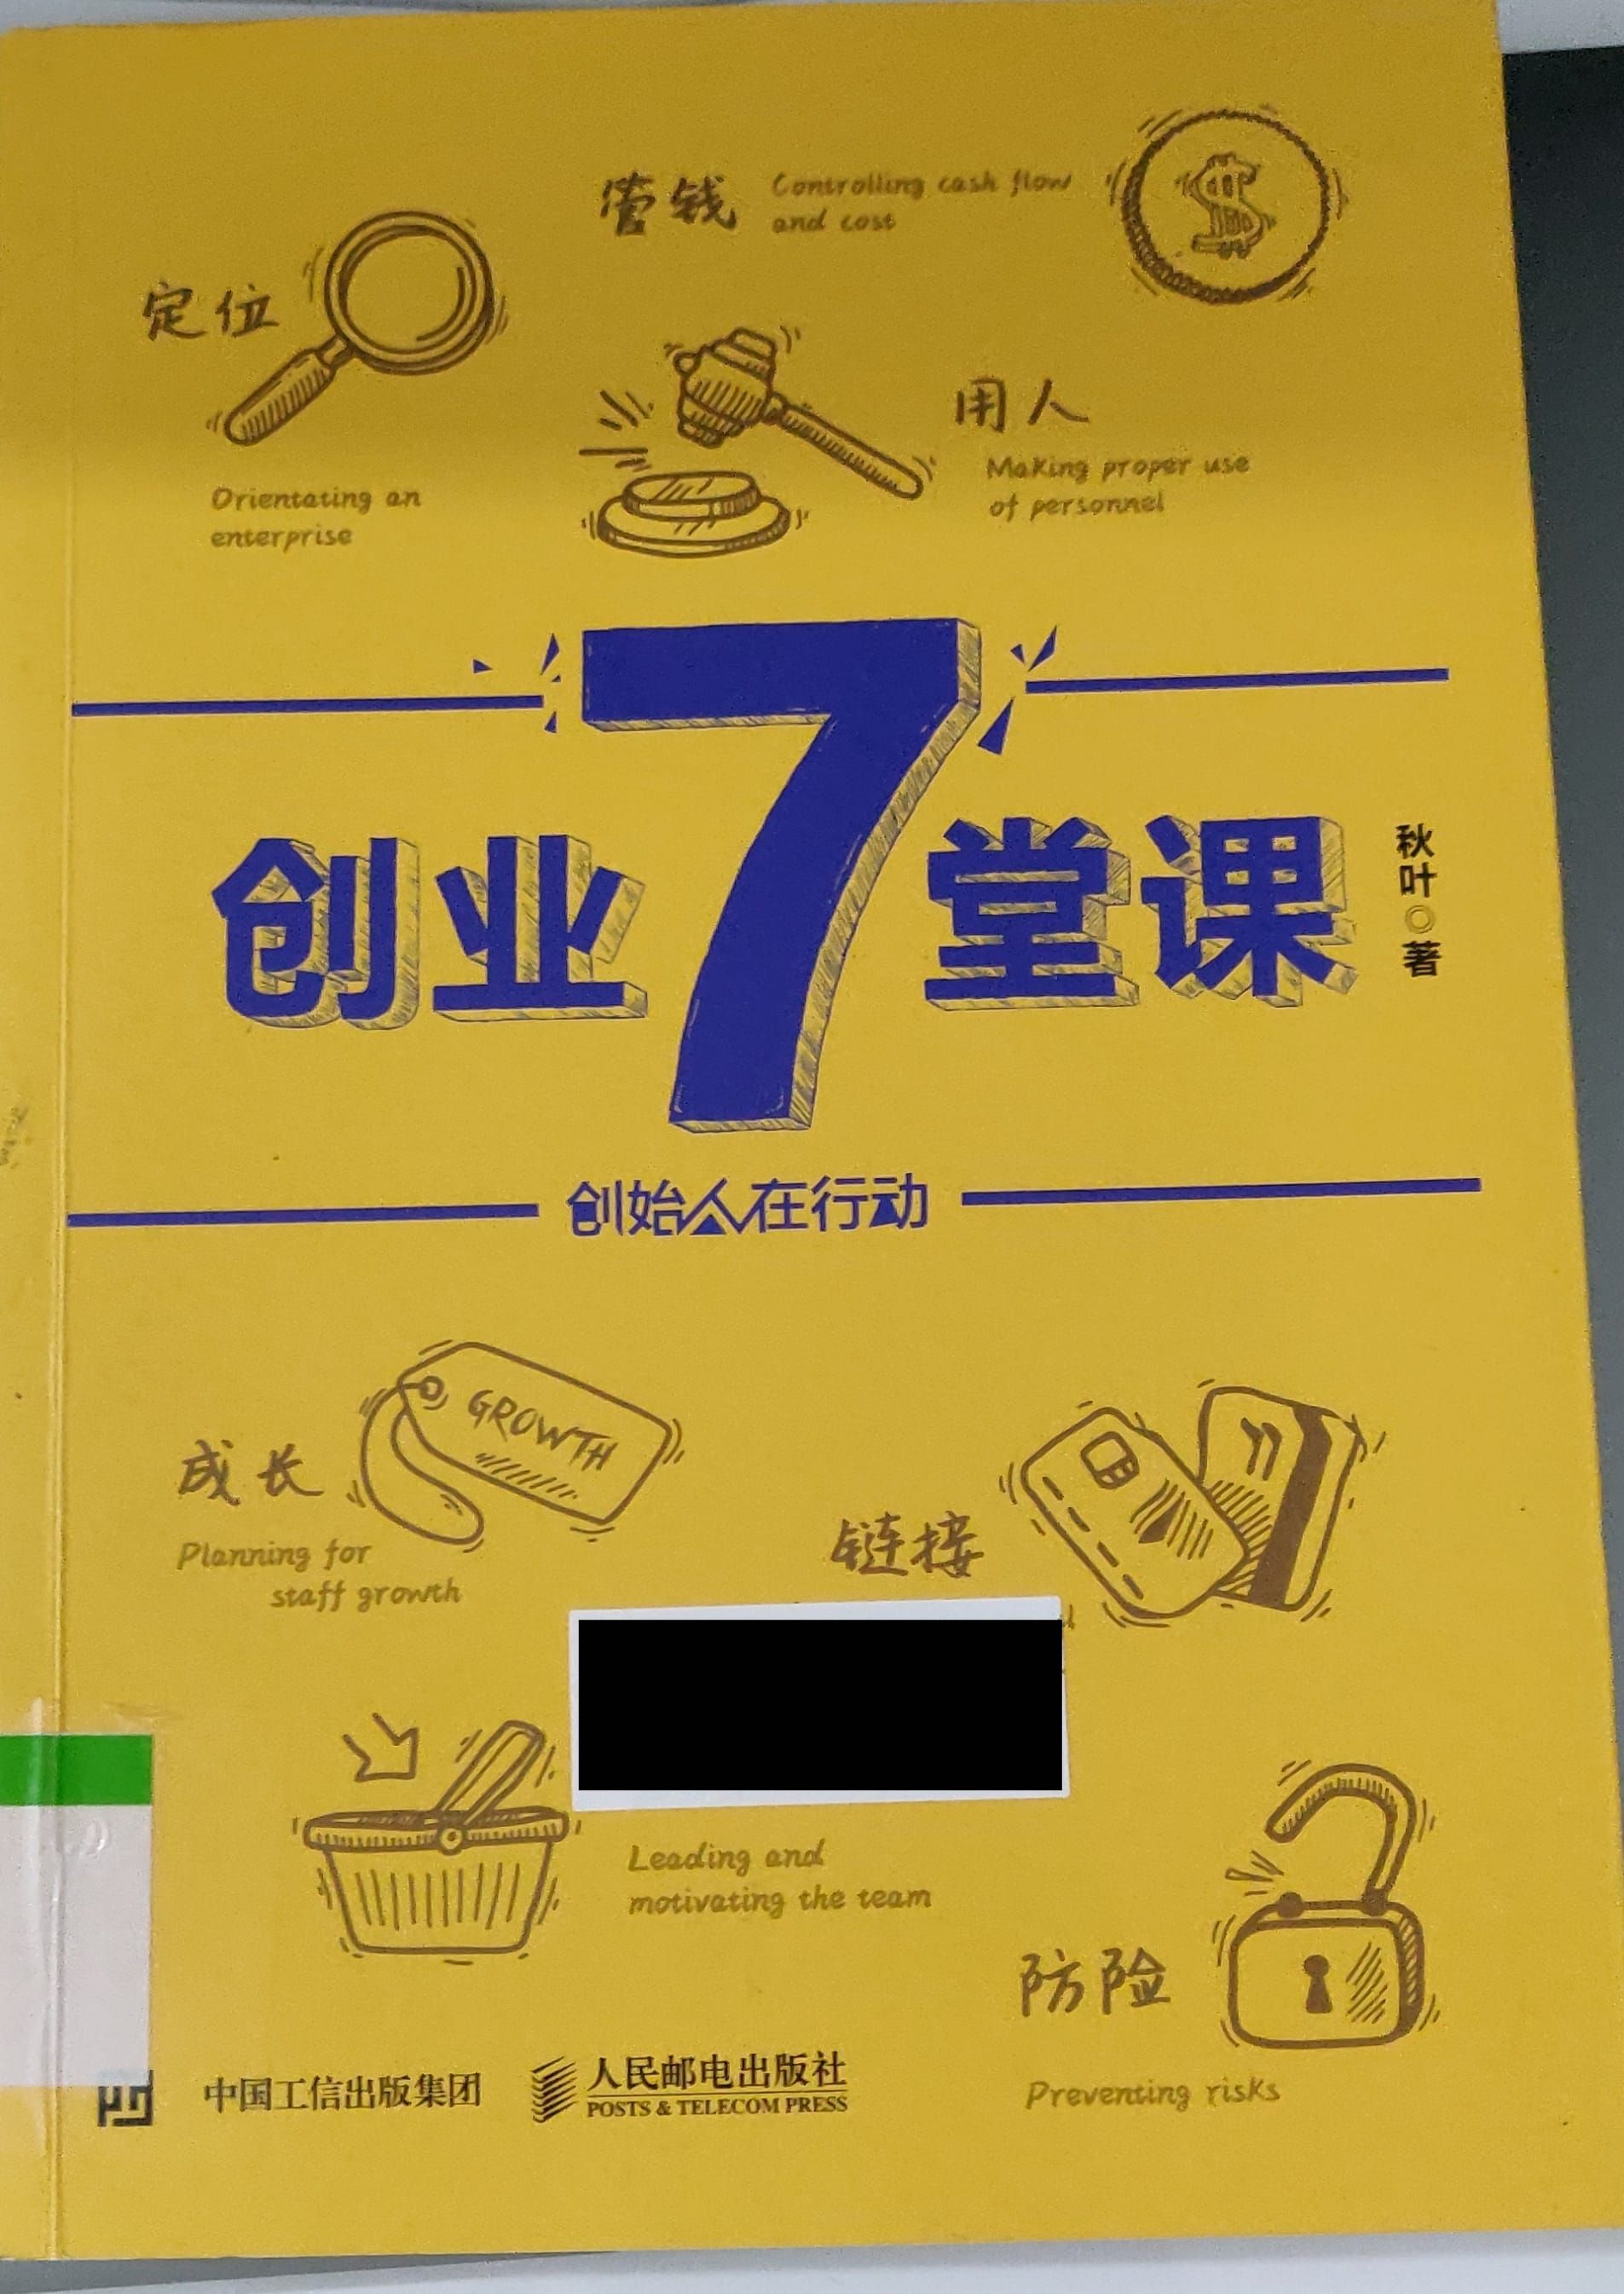 管钱
Controlling cash flow
and cost
定位
Orientating an
enterprise
用人
Making proper use
of personnel
创业7堂课
秋叶◎著
创始人在行动
GROWTH
成长
Planning for
staff growth
链接
Leading and
motivating the team
防险
Preventing risks
中国工信出版集团
人民邮电出版社
POSTS & TELECOM PRESS